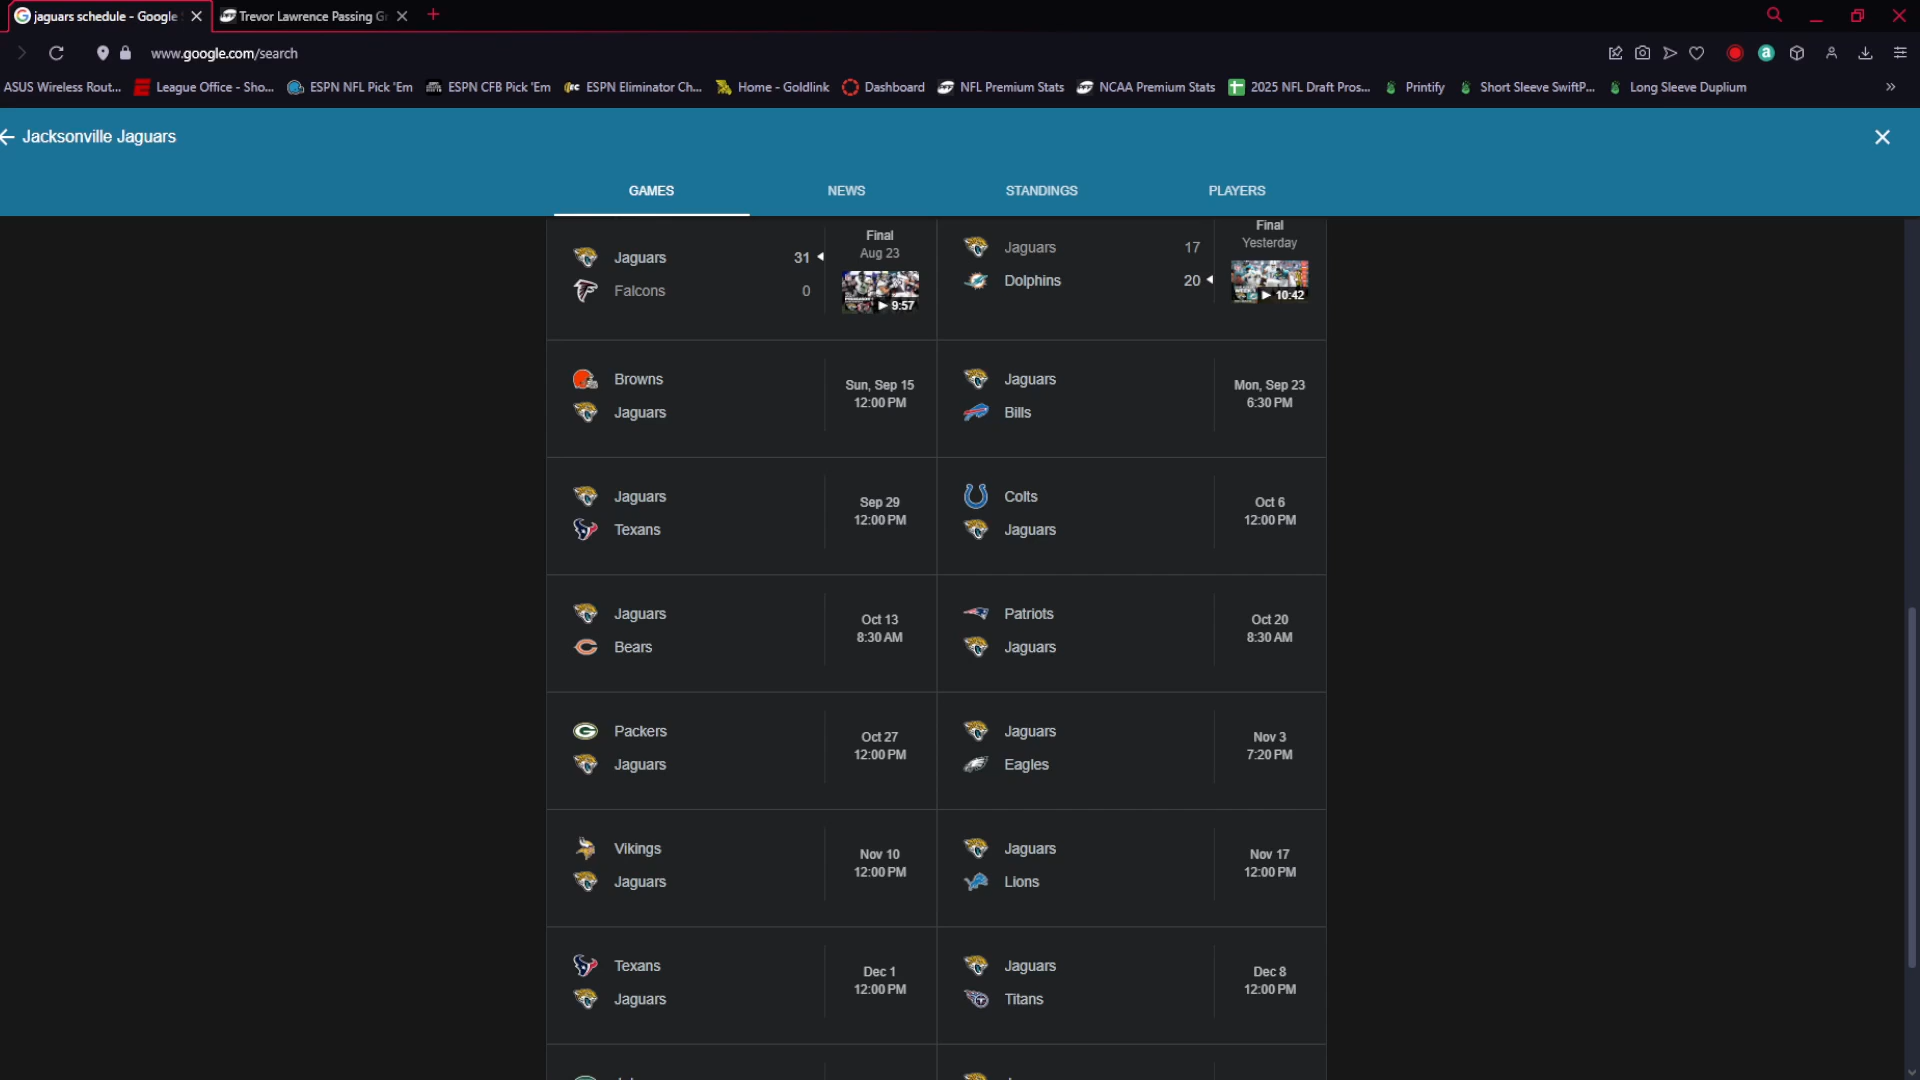 jaguars schedule - Google
Trevor Lawrence Passing Gr
www.google.com/search
ASUS Wireless Rout...
League Office - Sho...
ESPN NFL Pick 'Em
ESPN CFB Pick 'Em
ESPN Eliminator Ch...
Home - Goldlink
Dashboard
NFL Premium Stats
NCAA Premium Stats
2025 NFL Draft Pros...
Printify
Short Sleeve SwiftP...
Long Sleeve Duplium
Jacksonville Jaguars
GAMES
NEWS
STANDINGS
PLAYERS
Jaguars 31
Falcons 0
Final
Aug 23
9:57
Jaguars 17
Dolphins 20
Final
Yesterday
10:42
Browns
Jaguars
Sun, Sep 15
12:00 PM
Jaguars
Bills
Mon, Sep 23
6:30 PM
Jaguars
Texans
Sep 29
12:00 PM
Colts
Jaguars
Oct 6
12:00 PM
Jaguars
Bears
Oct 13
8:30 AM
Patriots
Jaguars
Oct 20
8:30 AM
Packers
Jaguars
Oct 27
12:00 PM
Jaguars
Eagles
Nov 3
7:20 PM
Vikings
Jaguars
Nov 10
12:00 PM
Jaguars
Lions
Nov 17
12:00 PM
Texans
Jaguars
Dec 1
12:00 PM
Jaguars
Titans
Dec 8
12:00 PM